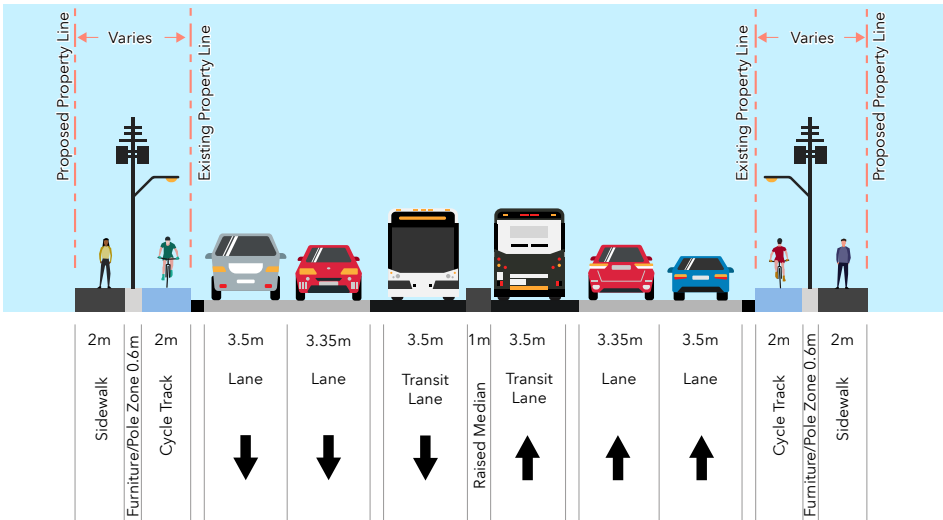 Varies
Varies
Proposed Property Line
Existing Property Line
Existing Property Line
Proposed Property Line
2m
2m
3.5m
3.35m
3.5m
1m
3.5m
3.35m
3.5m
2m
2m
Sidewalk
Furniture/Pole Zone 0.6m
Cycle Track
Lane
Lane
Transit
Lane
Raised Median
Transit
Lane
Lane
Lane
Cycle Track
Furniture/Pole Zone 0.6m
Sidewalk